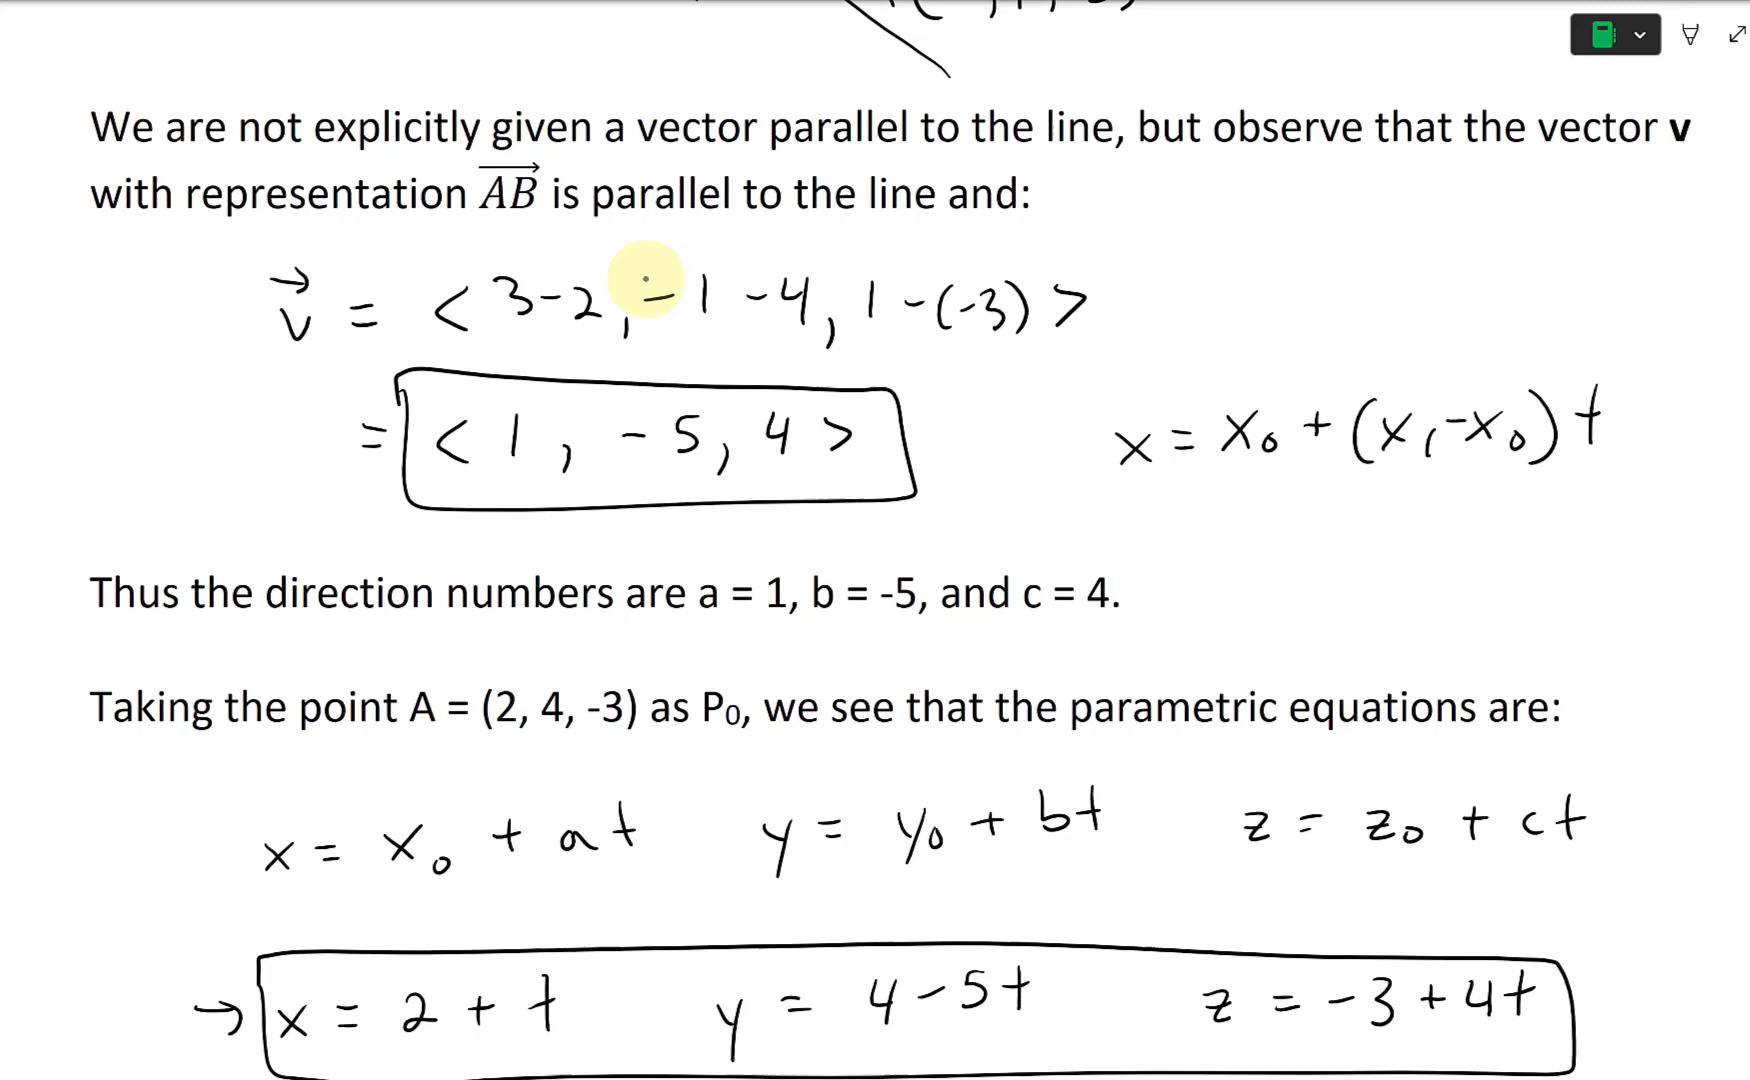 We are not explicitly given a vector parallel to the line, but observe that the vector v
with representation AB is parallel to the line and:
v = < 3-2, -1 -4, 1-(-3) >
= < 1, -5, 4 >
x = x₀ + (x₁-x₀)t
Thus the direction numbers are a = 1, b = -5, and c = 4.
Taking the point A = (2, 4, -3) as P₀, we see that the parametric equations are:
x = x₀ + at y = y₀ + bt z = z₀ + ct
→ x = 2 + t y = 4 - 5t z = -3 + 4t